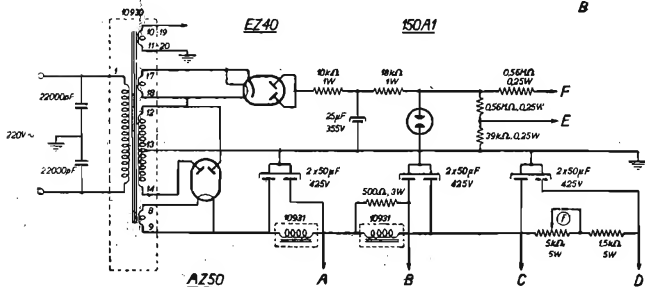 B
10930
EZ40
150A1
10 19
11 20
1
17
18
12
13
14
8
9
22000pF
220V~
22000pF
10kΩ
1W
18kΩ
1W
0,56MΩ
0,25W
F
25μF
355V
0,56MΩ, 0,25W
E
39kΩ, 0,25W
2x50μF
425V
500Ω, 3W
2x50μF
425V
2x50μF
425V
10931
10931
f
5kΩ
5W
1,5kΩ
5W
AZ50
A
B
C
D